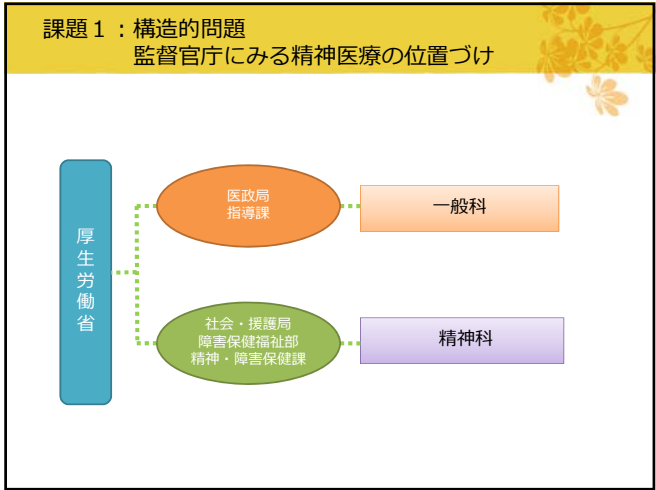 課題１：構造的問題
監督官庁にみる精神医療の位置づけ
厚生労働省
医政局
指導課
一般科
社会・援護局
障害保健福祉部
精神・障害保健課
精神科